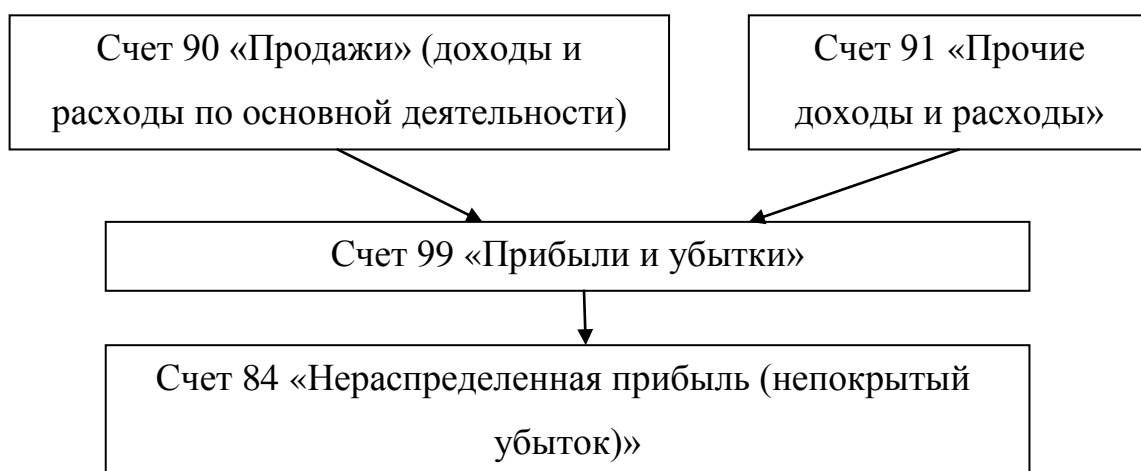 Счет 90 «Продажи» (доходы и
расходы по основной деятельности)
Счет 91 «Прочие
доходы и расходы»
Счет 99 «Прибыли и убытки»
Счет 84 «Нераспределенная прибыль (непокрытый
убыток)»